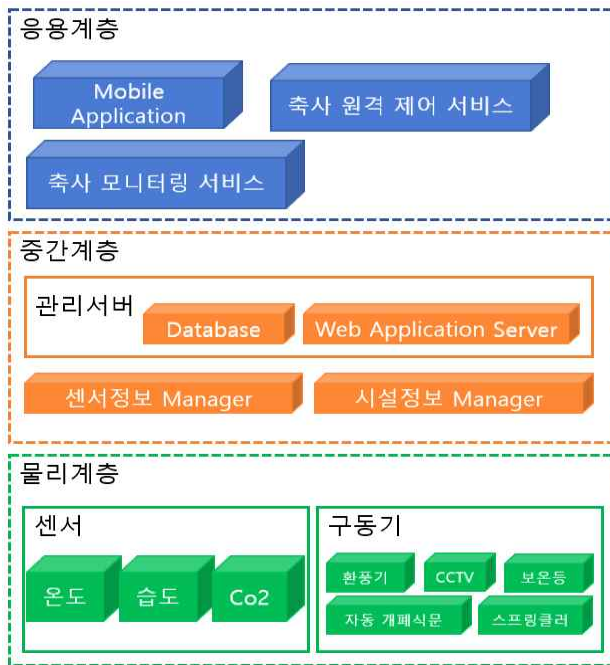 응용계층
Mobile
Application
축사 원격 제어 서비스
축사 모니터링 서비스
중간계층
관리서버
Database
Web Application Server
센서정보 Manager
시설정보 Manager
물리계층
센서
온도
습도
Co2
구동기
환풍기
CCTV
보온등
자동 개폐식문
스프링클러